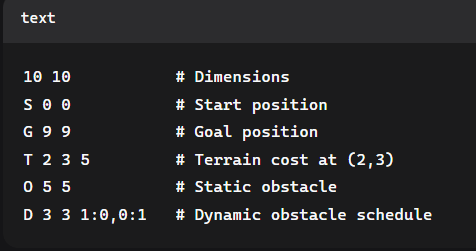 text
10 10 # Dimensions
S 0 0 # Start position
G 9 9 # Goal position
T 2 3 5 # Terrain cost at (2,3)
O 5 5 # Static obstacle
D 3 3 1:0,0:1 # Dynamic obstacle schedule